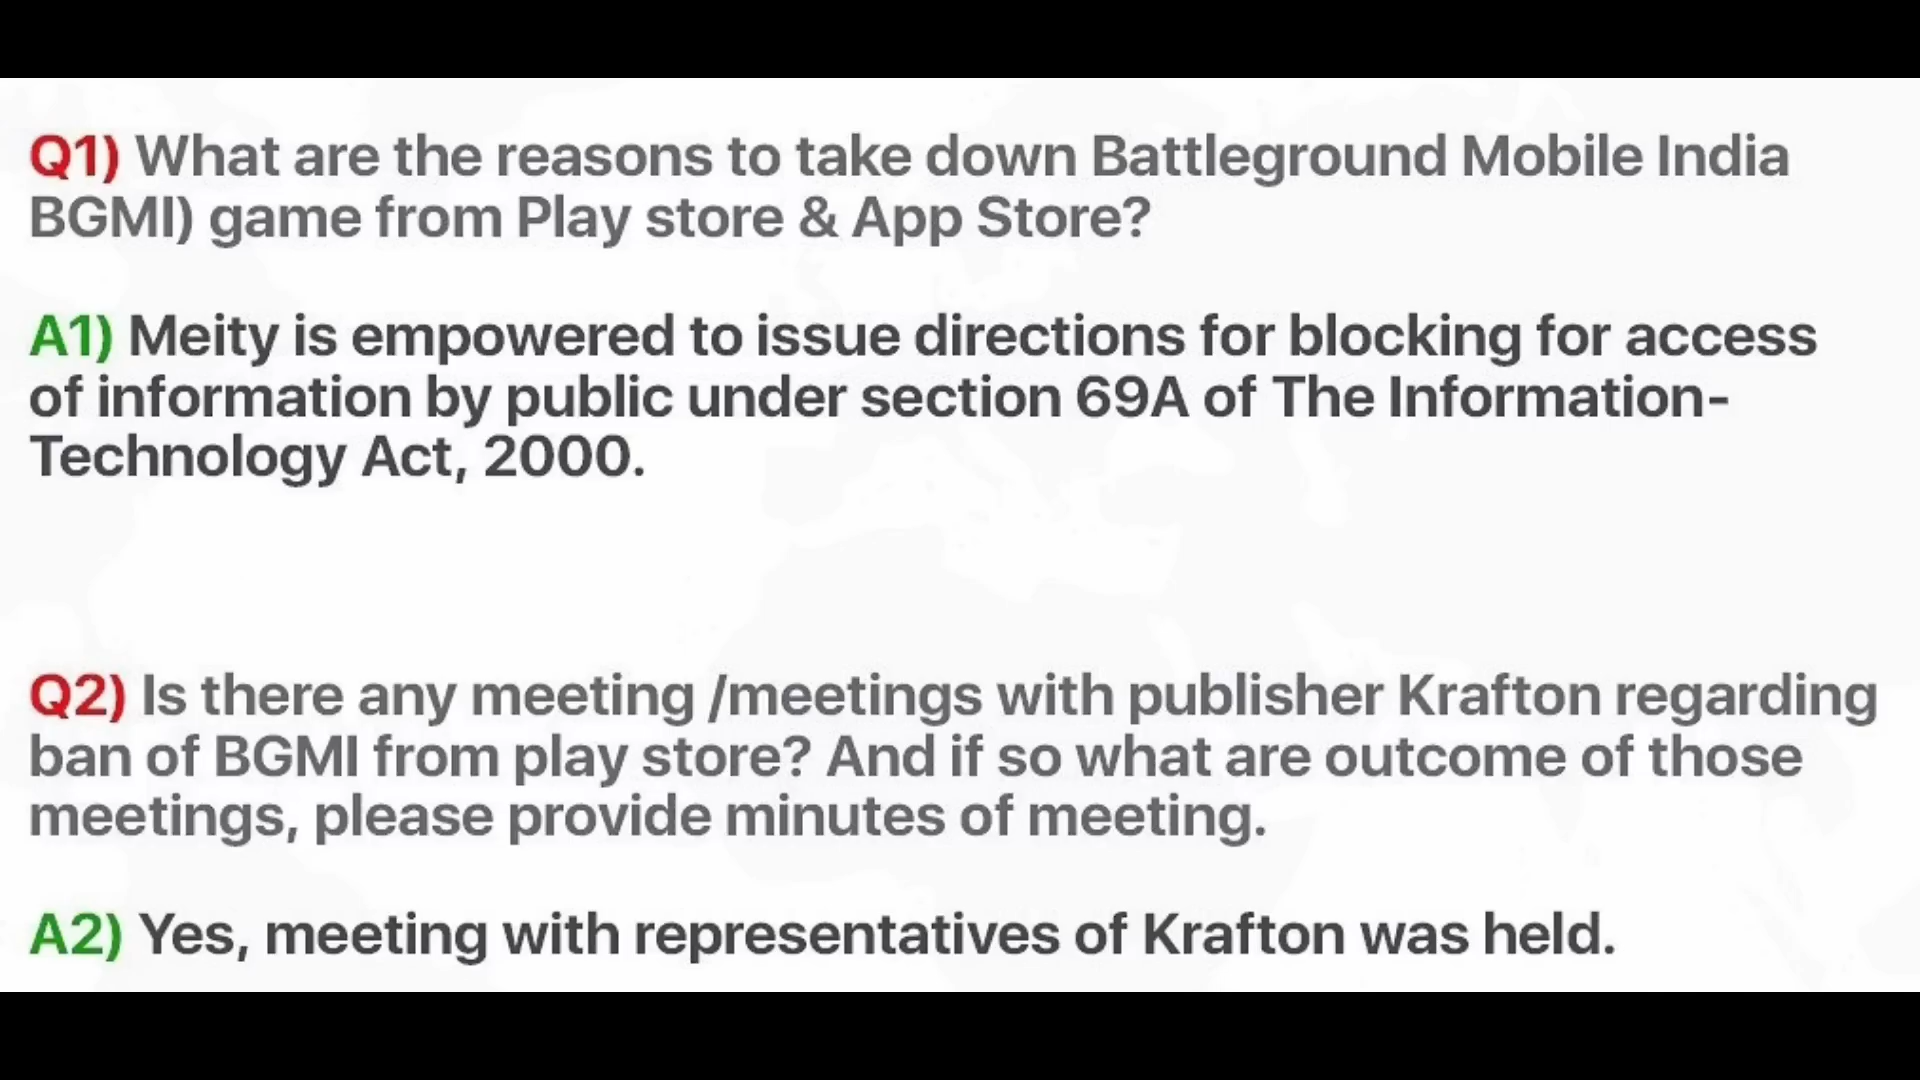 Q1) What are the reasons to take down Battleground Mobile India
BGMI) game from Play store & App Store?
A1) Meity is empowered to issue directions for blocking for access
of information by public under section 69A of The Information-
Technology Act, 2000.
Q2) Is there any meeting /meetings with publisher Krafton regarding
ban of BGMI from play store? And if so what are outcome of those
meetings, please provide minutes of meeting.
A2) Yes, meeting with representatives of Krafton was held.